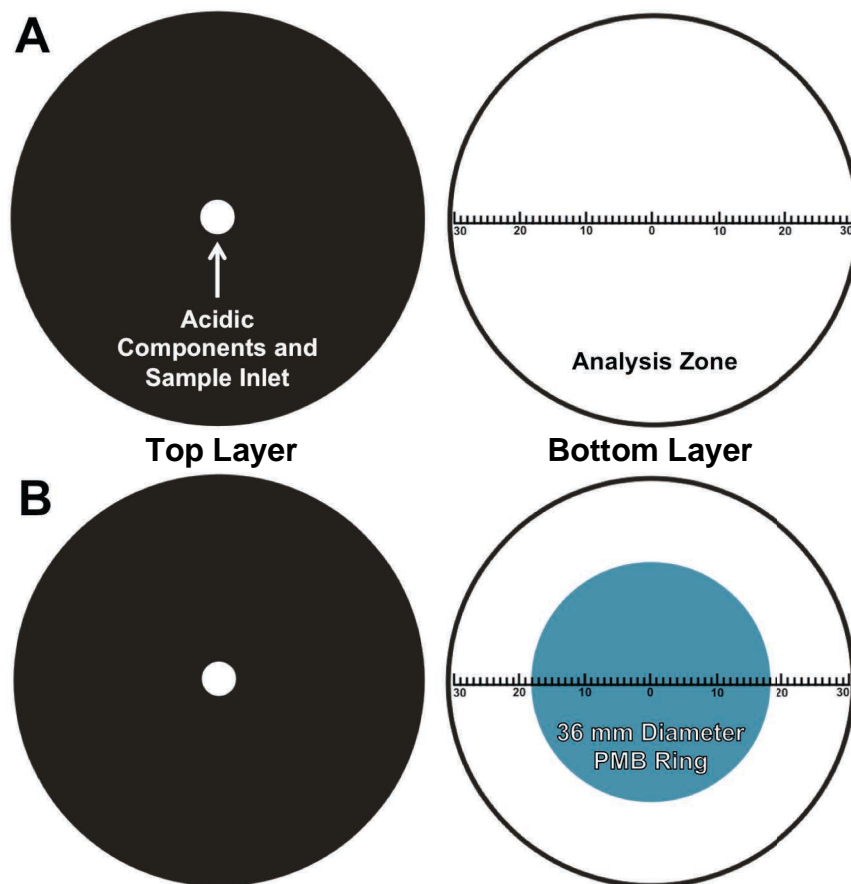 A
Acidic
Components and
Sample Inlet
30 20 10 0 10 20 30
Analysis Zone
Top Layer
Bottom Layer
B
30 20 10 0 10 20 30
36 mm Diameter
PMB Ring